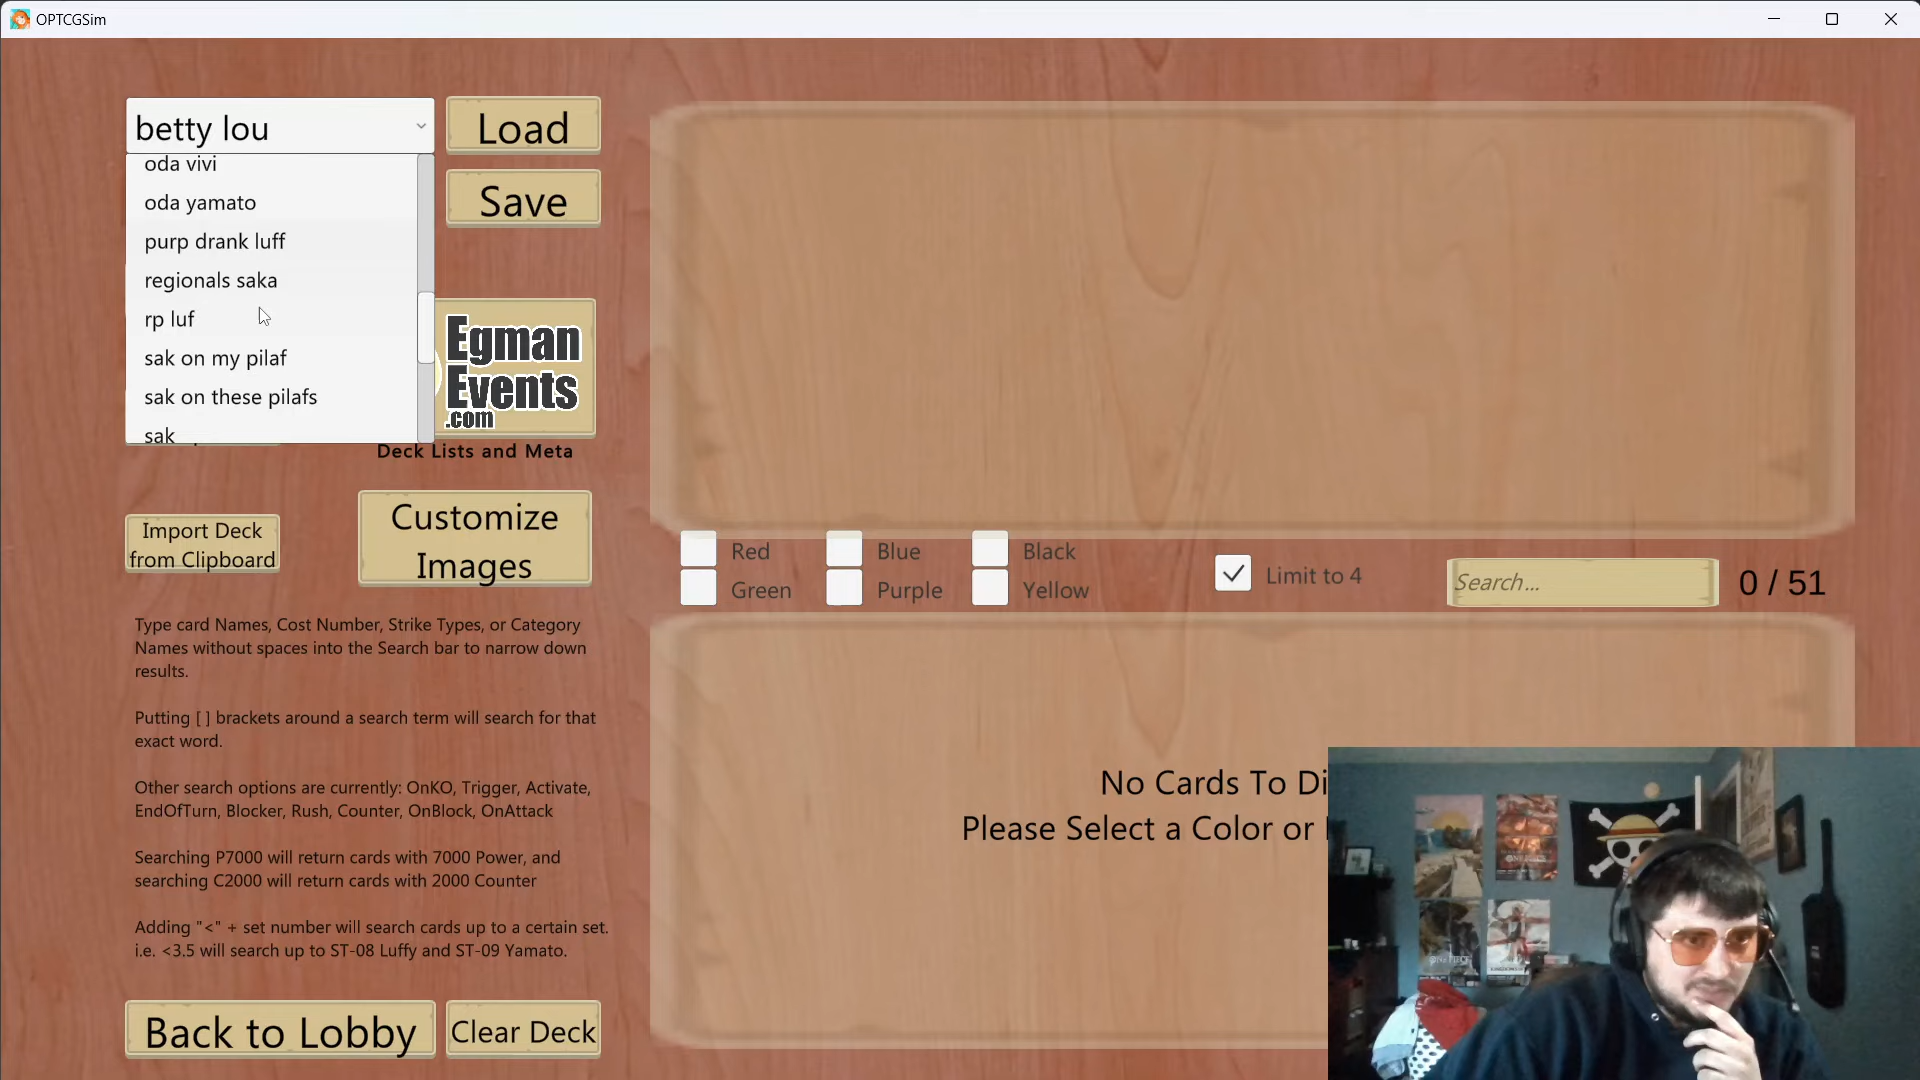 OPTCGSim
betty lou
Load
oda vivi
oda yamato
Save
purp drank luff
regionals saka
rp luf
sak on my pilaf
sak on these pilafs
sak
Egman
Events
.com
Deck Lists and Meta
Import Deck
from Clipboard
Customize
Images
Red
Blue
Black
Green
Purple
Yellow
Limit to 4
Search...
0 / 51
Type card Names, Cost Number, Strike Types, or Category
Names without spaces into the Search bar to narrow down
results.
Putting [ ] brackets around a search term will search for that
exact word.
Other search options are currently: OnKO, Trigger, Activate,
EndOfTurn, Blocker, Rush, Counter, OnBlock, OnAttack
Searching P7000 will return cards with 7000 Power, and
searching C2000 will return cards with 2000 Counter
Adding "<" + set number will search cards up to a certain set.
i.e. <3.5 will search up to ST-08 Luffy and ST-09 Yamato.
No Cards To Di
Please Select a Color or
Back to Lobby
Clear Deck